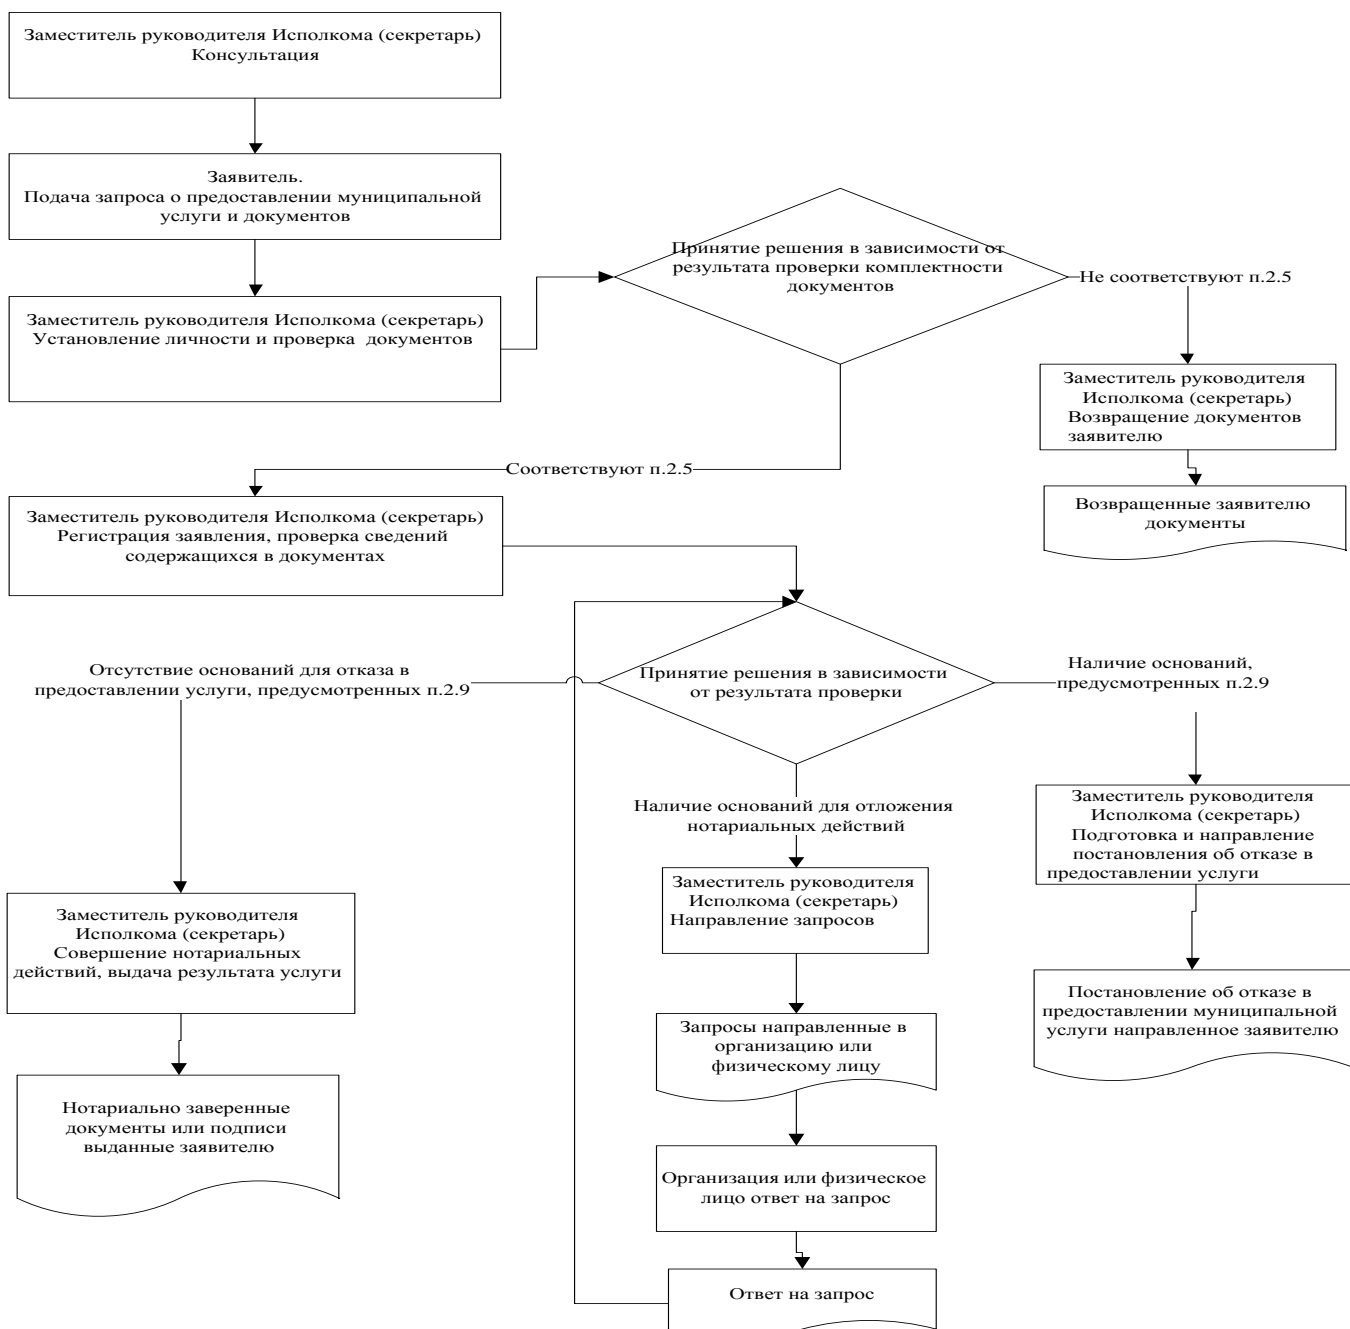 Заместитель руководителя Исполкома (секретарь)
Консультация
Заявитель.
Подача запроса о предоставлении муниципальной
услуги и документов
Заместитель руководителя Исполкома (секретарь)
Установление личности и проверка документов
Принятие решения в зависимости от
результата проверки комплектности
документов
Не соответствуют п.2.5
Заместитель руководителя
Исполкома (секретарь)
Возвращение документов
заявителю
Возвращенные заявителю
документы
Соответствуют п.2.5
Заместитель руководителя Исполкома (секретарь)
Регистрация заявления, проверка сведений
содержащихся в документах
Принятие решения в зависимости
от результата проверки
Отсутствие оснований для отказа в
предоставлении услуги, предусмотренных п.2.9
Наличие оснований,
предусмотренных п.2.9
Наличие оснований для отложения
нотариальных действий
Заместитель руководителя
Исполкома (секретарь)
Совершение нотариальных
действий, выдача результата услуги
Нотариально заверенные
документы или подписи
выданные заявителю
Заместитель руководителя
Исполкома (секретарь)
Направление запросов
Запросы направленные в
организацию или
физическому лицу
Организация или физическое
лицо ответ на запрос
Ответ на запрос
Заместитель руководителя
Исполкома (секретарь)
Подготовка и направление
постановления об отказе в
предоставлении услуги
Постановление об отказе в
предоставлении муниципальной
услуги направленное заявителю